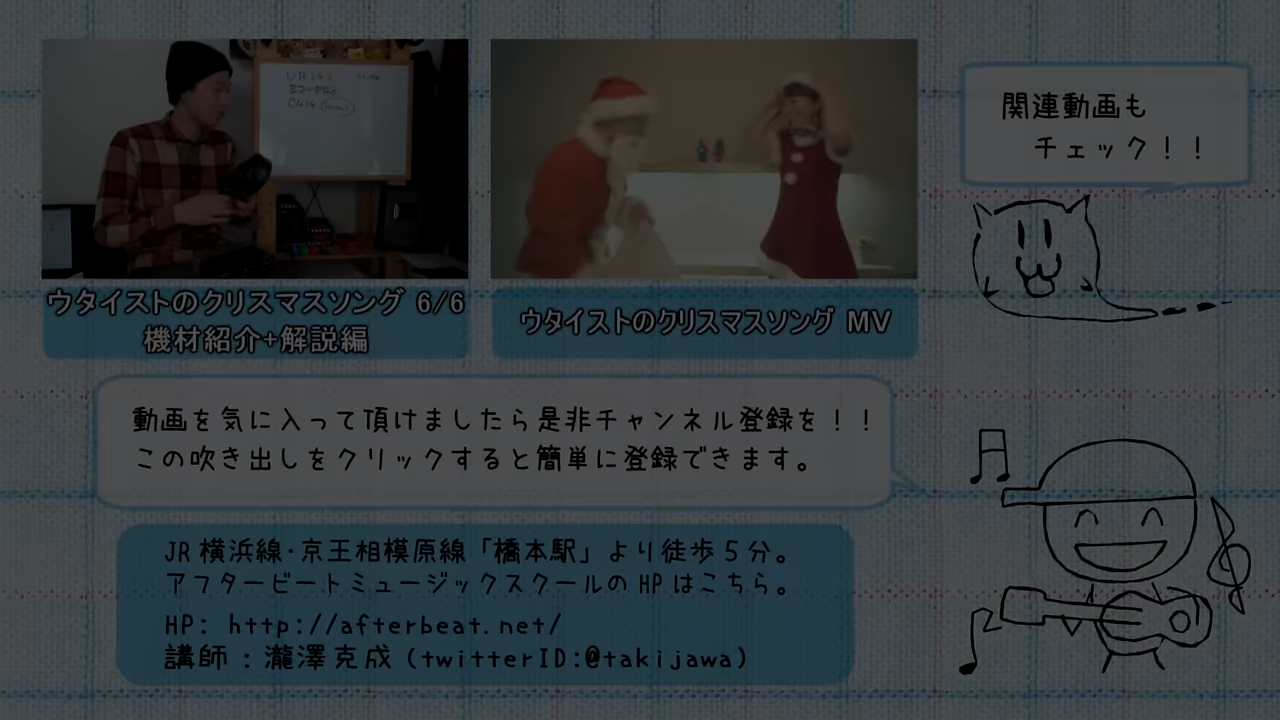 関連動画も
チェック！！
C414
ウタイストのクリスマスソング 6/6
機材紹介+解説編
ウタイストのクリスマスソング MV
動画を気に入って頂けましたら是非チャンネル登録を！！
この吹き出しをクリックすると簡単に登録できます。
JR 横浜線･京王相模原線「橋本駅」より徒歩５分。
アフタービートミュージックスクールの HP はこちら。
HP: http://afterbeat.net/
講師：瀧澤克成 (twitterID:@takijawa)